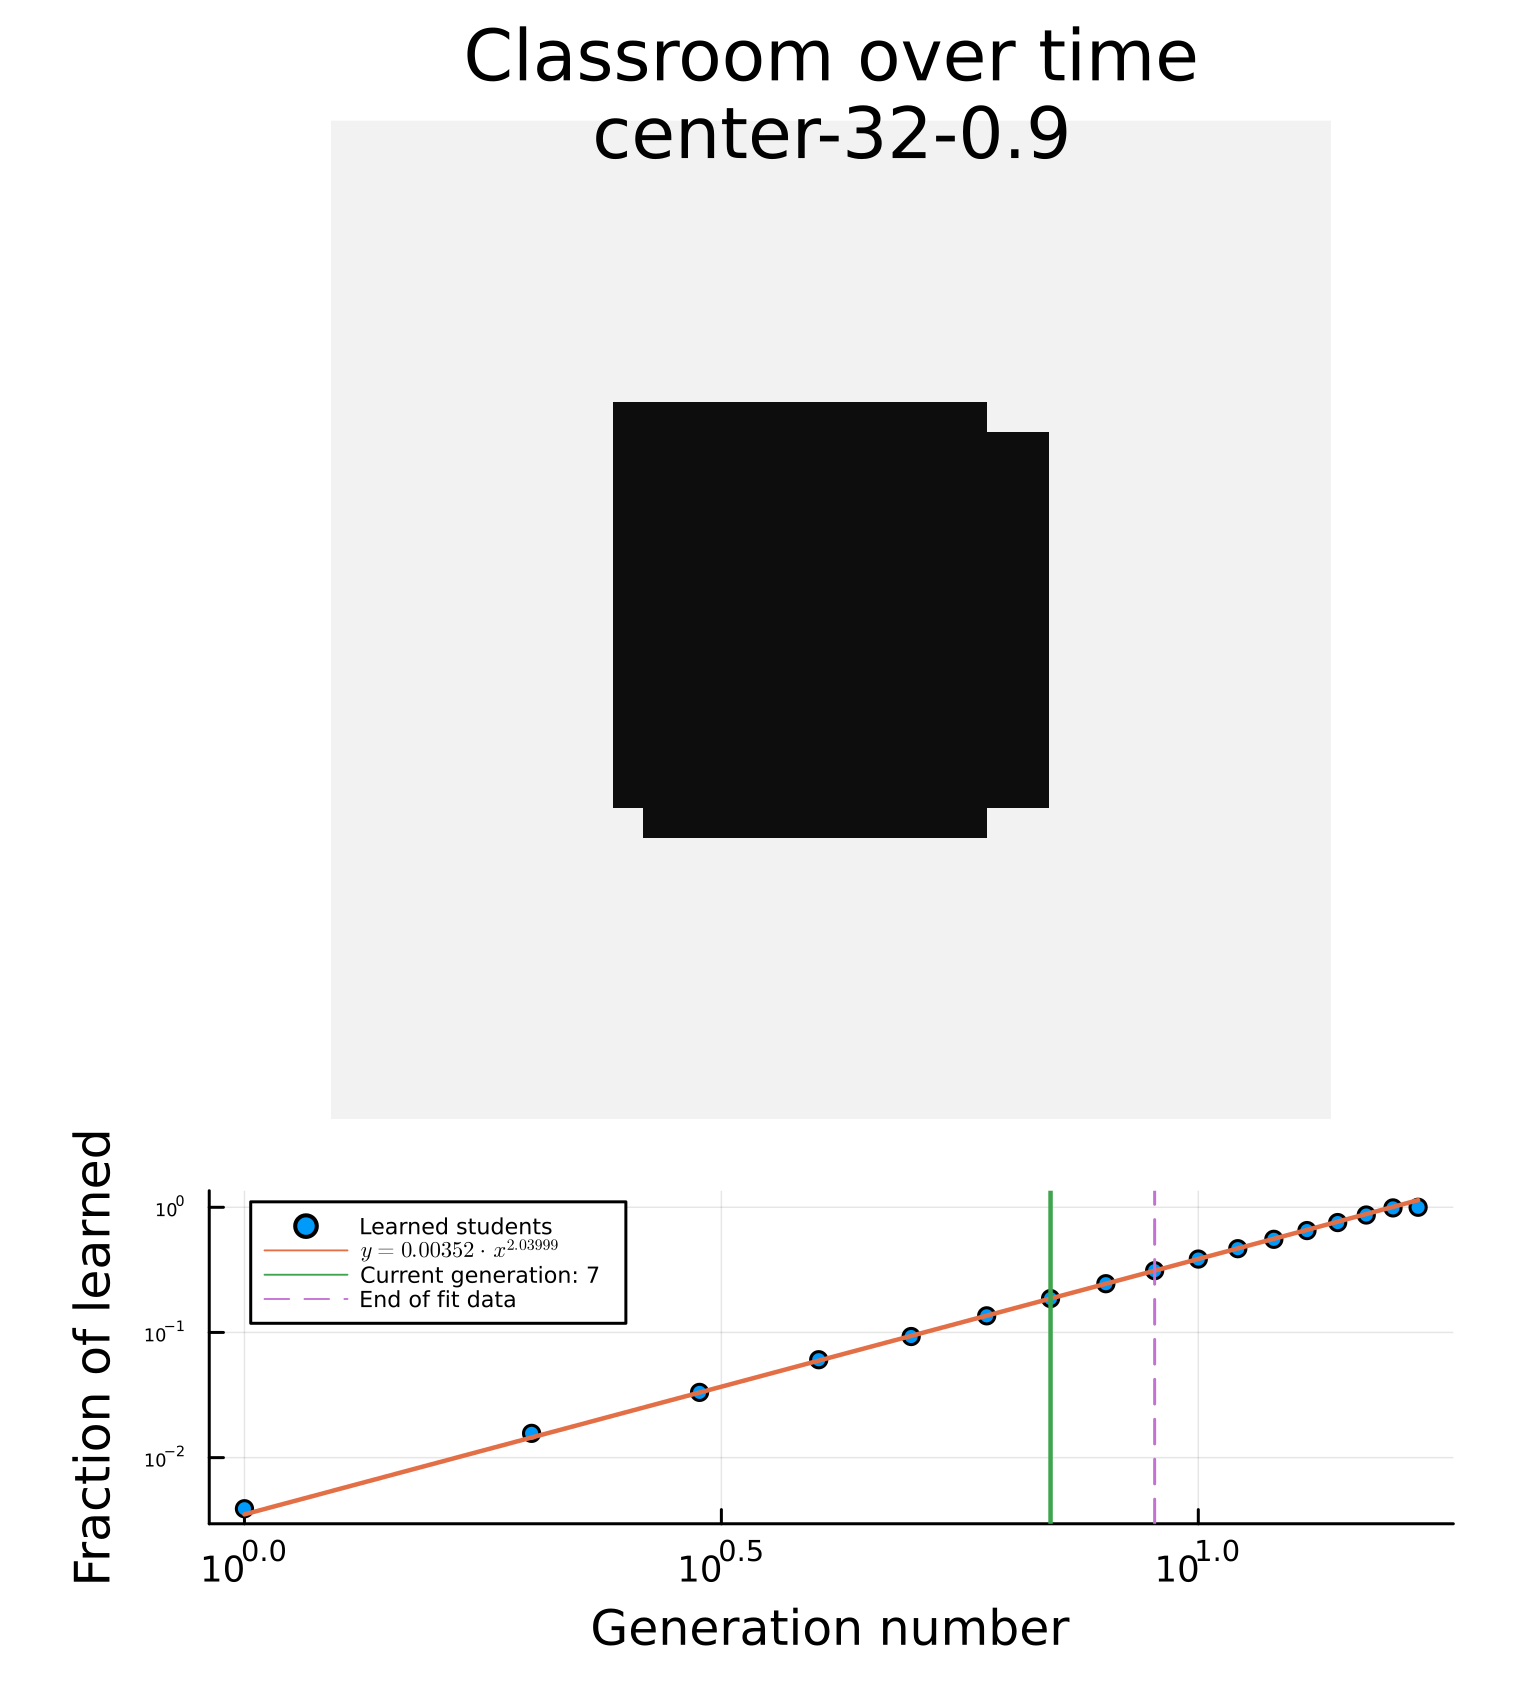 Classroom over time
center-32-0.9
Fraction of learned
10⁰
10⁻¹
10⁻²
Learned students
y = 0.00352 · x^2.03999
Current generation: 7
End of fit data
10^0.0 10^0.5 10^1.0
Generation number